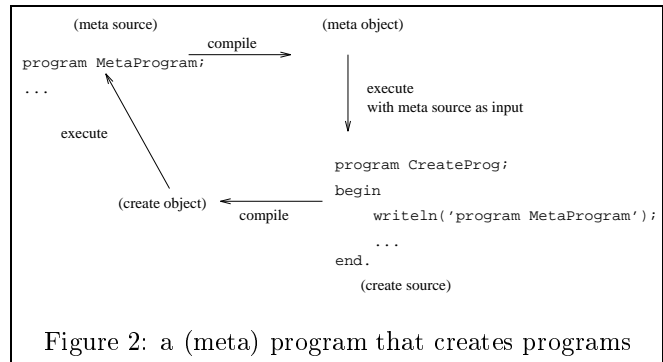 (meta source)
compile
(meta object)
program MetaProgram;
...
execute
with meta source as input
execute
program CreateProg;
begin
writeln('program MetaProgram');
...
end.
(create object)
compile
(create source)
Figure 2: a (meta) program that creates programs